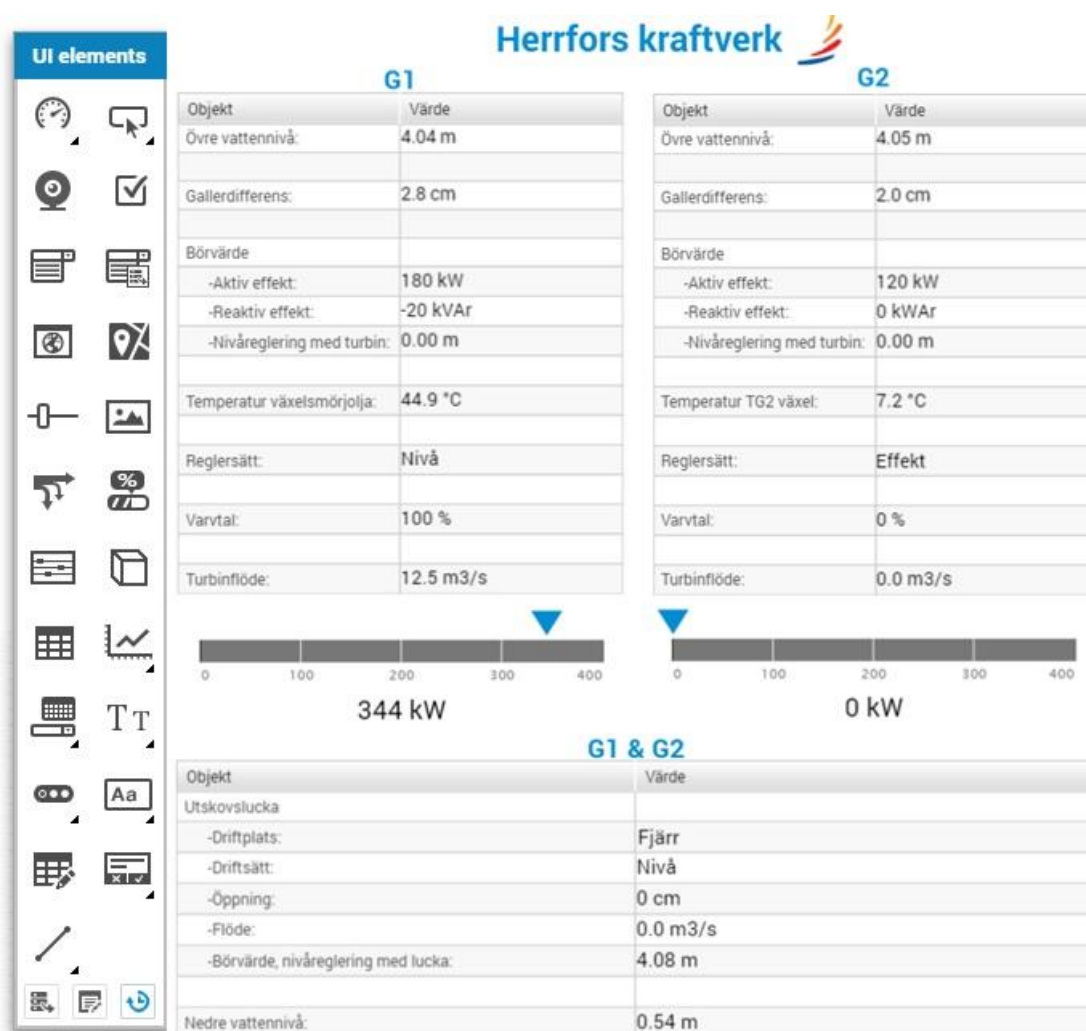 UI elements
%
TT
Aa
Herrfors kraftverk
G1
Objekt Värde
Övre vattennivå: 4.04 m
Gallerdifferens: 2.8 cm
Börvärde
-Aktiv effekt: 180 kW
-Reaktiv effekt: -20 kVAr
-Nivåreglering med turbin: 0.00 m
Temperatur växelsmörjolja: 44.9 °C
Reglersätt: Nivå
Varvtal: 100 %
Turbinflöde: 12.5 m3/s
0 100 200 300 400
344 kW
G2
Objekt Värde
Övre vattennivå: 4.05 m
Gallerdifferens: 2.0 cm
Börvärde
-Aktiv effekt: 120 kW
-Reaktiv effekt: 0 kWAr
-Nivåreglering med turbin: 0.00 m
Temperatur TG2 växel: 7.2 °C
Reglersätt: Effekt
Varvtal: 0 %
Turbinflöde: 0.0 m3/s
0 100 200 300 400
0 kW
G1 & G2
Objekt Värde
Utskovslucka
-Driftplats: Fjärr
-Driftsätt: Nivå
-Öppning: 0 cm
-Flöde: 0.0 m3/s
-Börvärde, nivåreglering med lucka: 4.08 m
Nedre vattennivå: 0.54 m